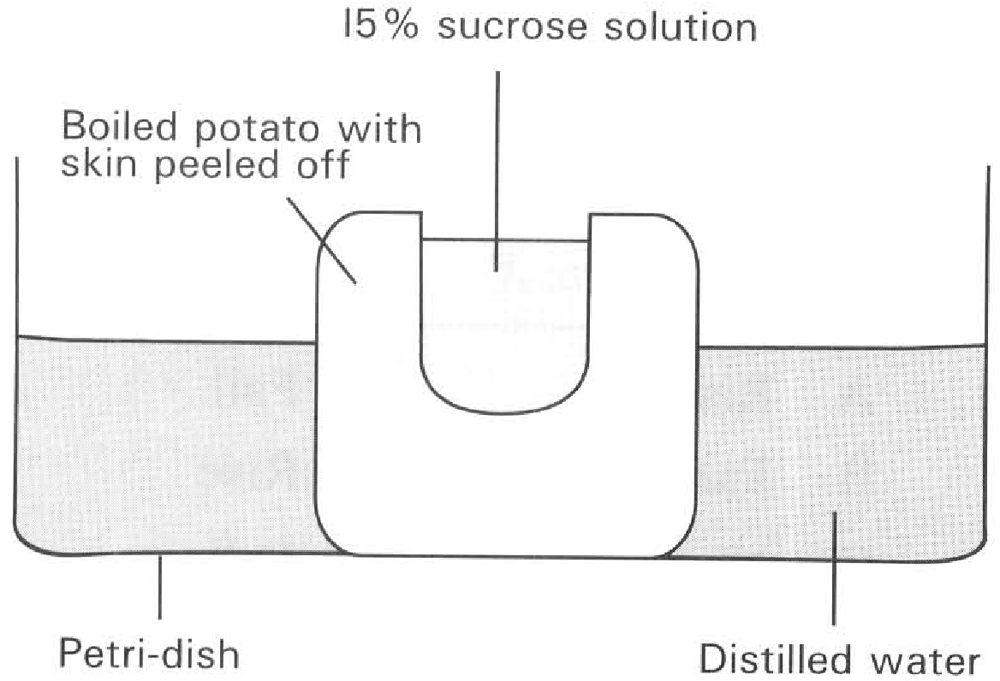 15% sucrose solution
Boiled potato with
skin peeled off
Petri-dish
Distilled water